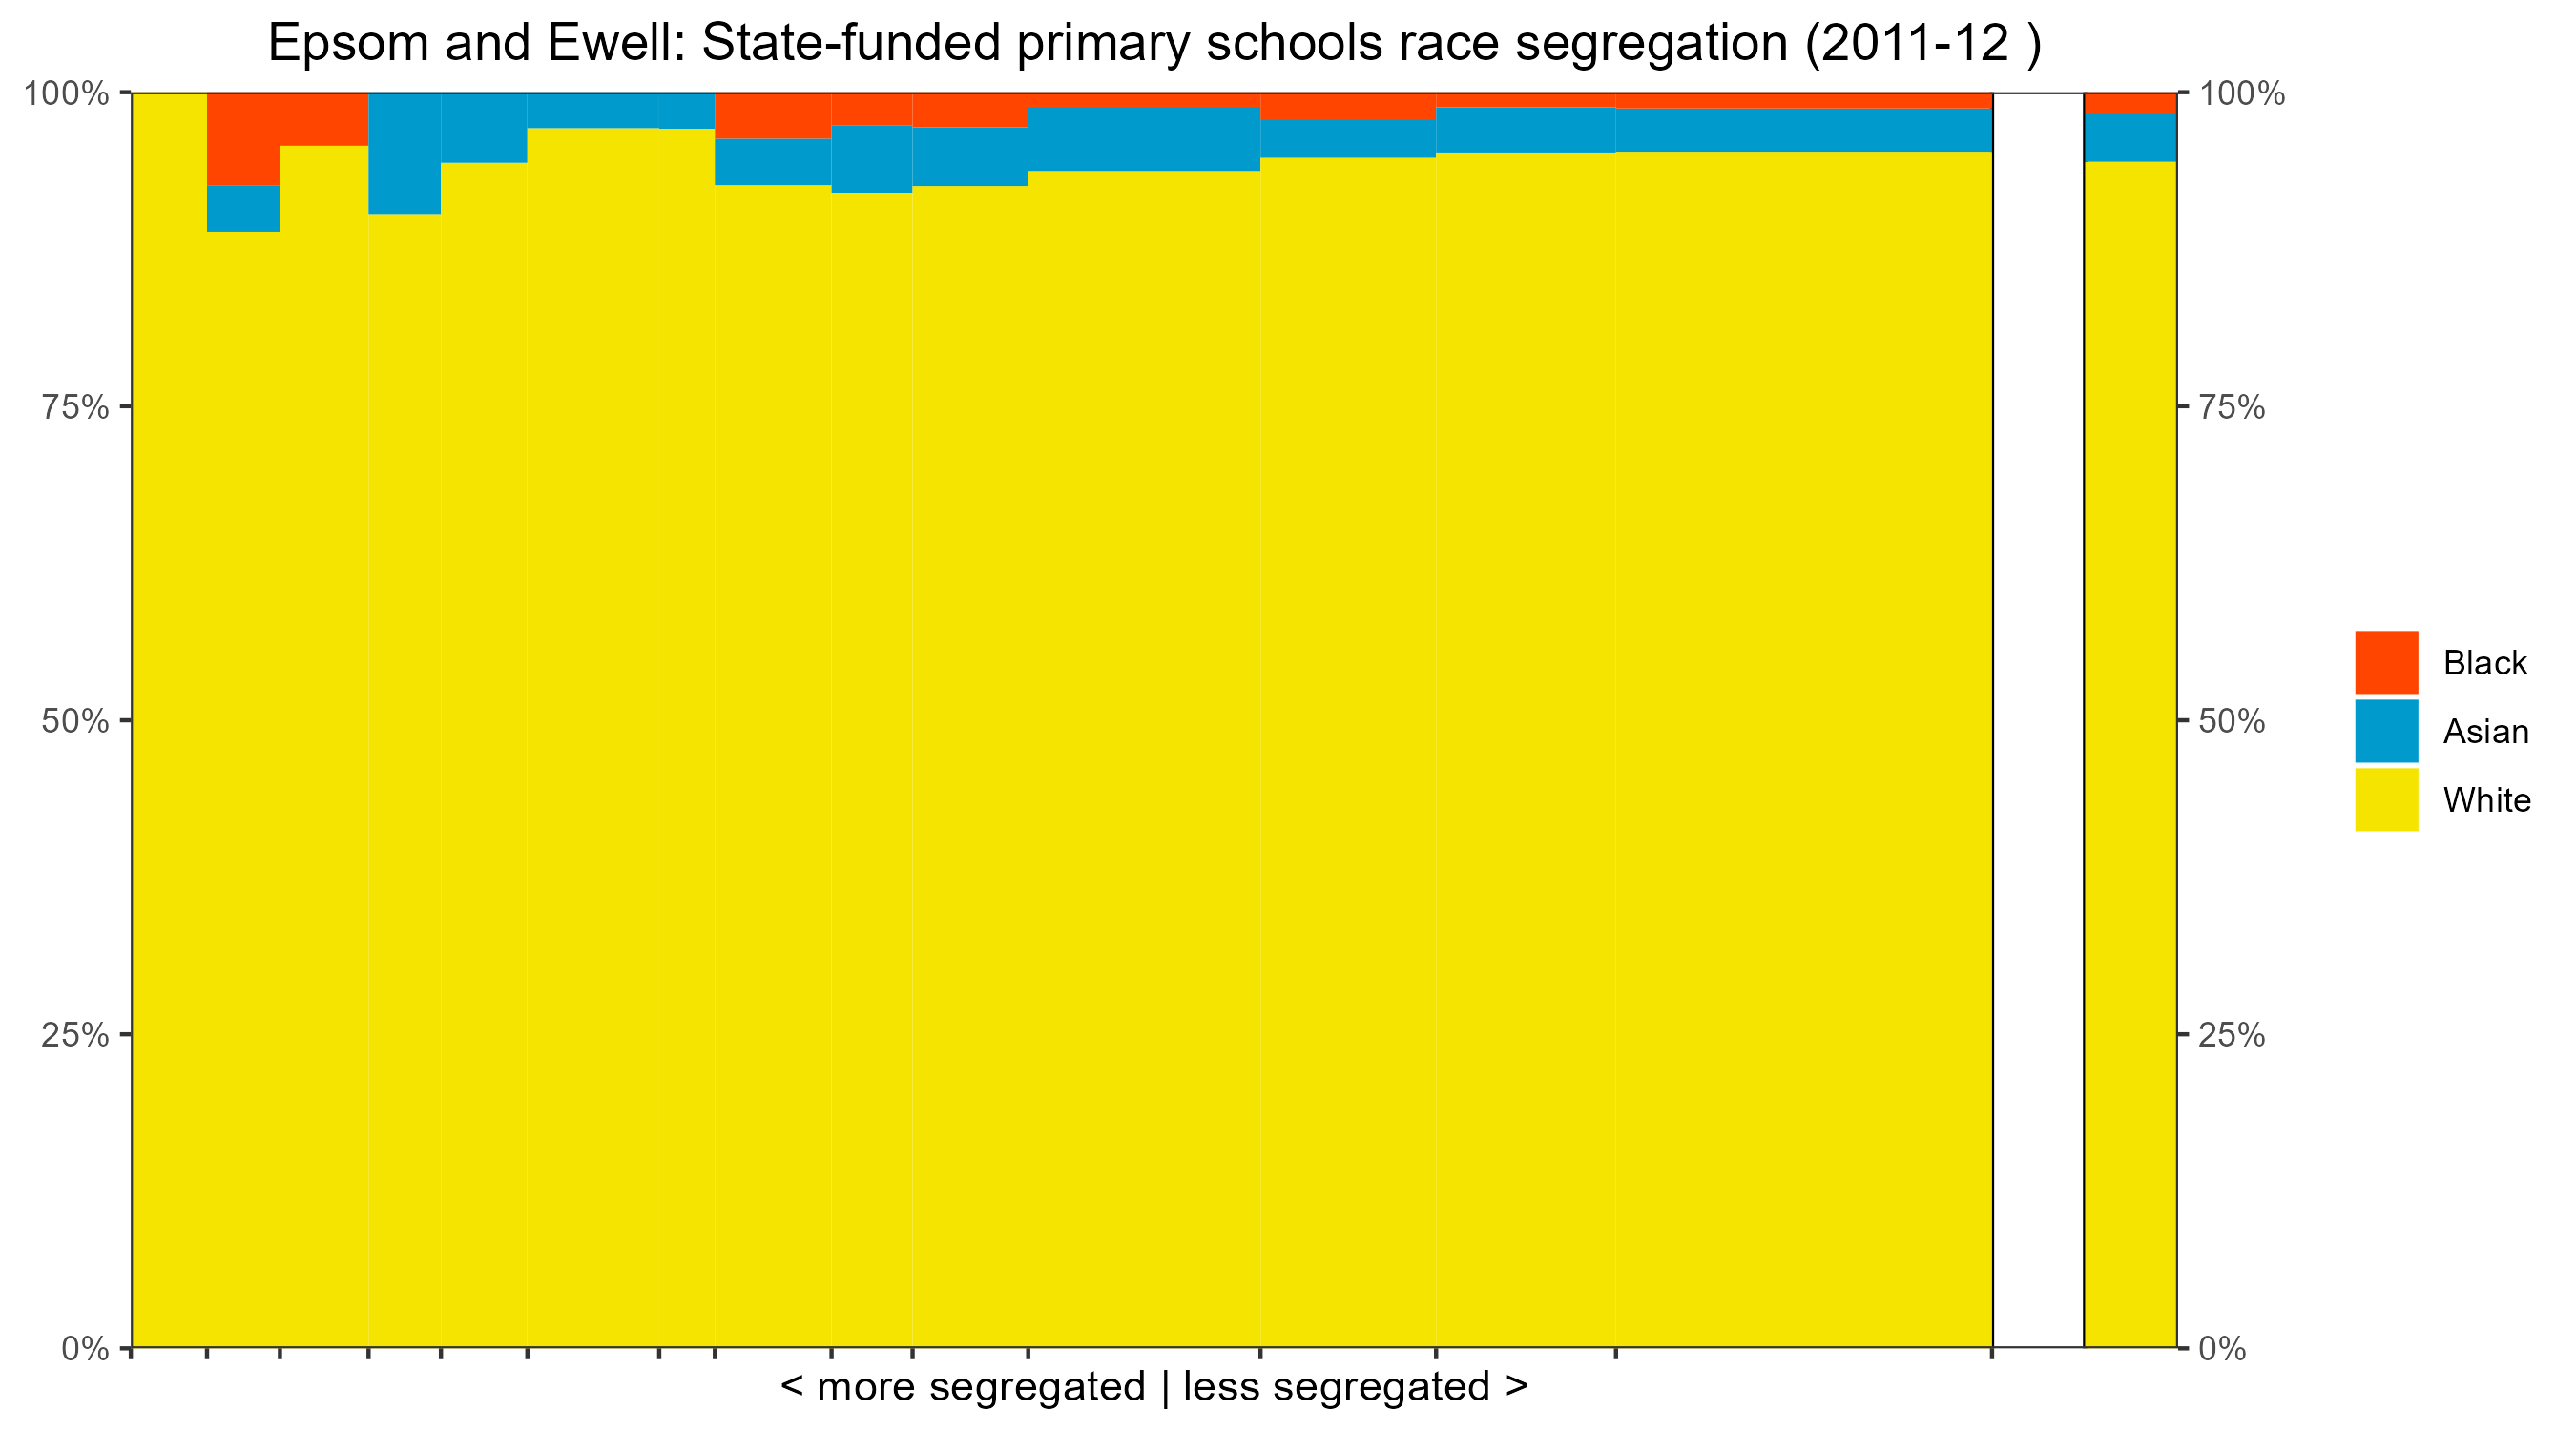 Epsom and Ewell: State-funded primary schools race segregation (2011-12 )
100%
75%
50%
25%
0%
100%
75%
50%
25%
0%
Black
Asian
White
< more segregated | less segregated >